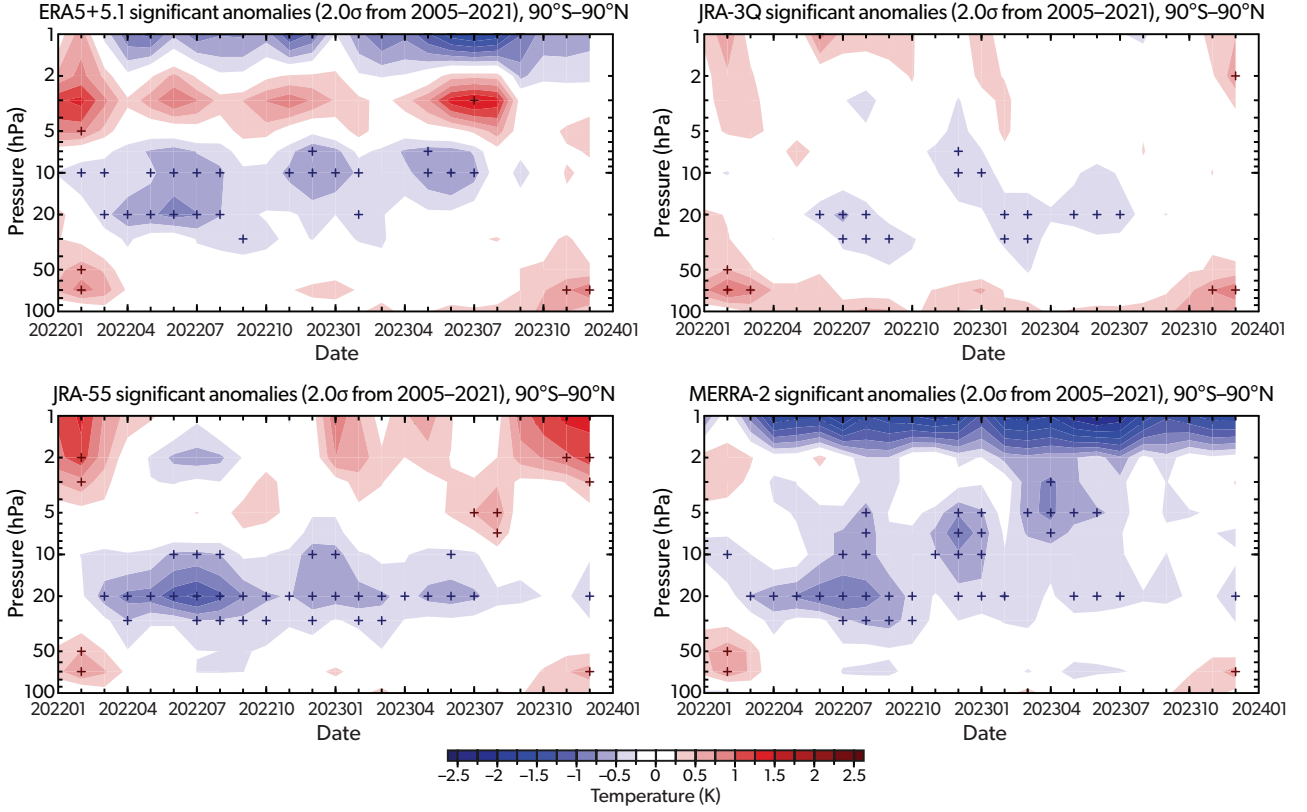 ERA5+5.1 significant anomalies (2.0σ from 2005–2021), 90°S–90°N
1
2
5
10
20
50
100
Pressure (hPa)
202201 202204 202207 202210 202301 202304 202307 202310 202401
Date
JRA-3Q significant anomalies (2.0σ from 2005–2021), 90°S–90°N
1
2
5
10
20
50
100
Pressure (hPa)
202201 202204 202207 202210 202301 202304 202307 202310 202401
Date
JRA-55 significant anomalies (2.0σ from 2005–2021), 90°S–90°N
1
2
5
10
20
50
100
Pressure (hPa)
202201 202204 202207 202210 202301 202304 202307 202310 202401
Date
MERRA-2 significant anomalies (2.0σ from 2005–2021), 90°S–90°N
1
2
5
10
20
50
100
Pressure (hPa)
202201 202204 202207 202210 202301 202304 202307 202310 202401
Date
–2.5 –2 –1.5 –1 –0.5 0 0.5 1 1.5 2 2.5
Temperature (K)